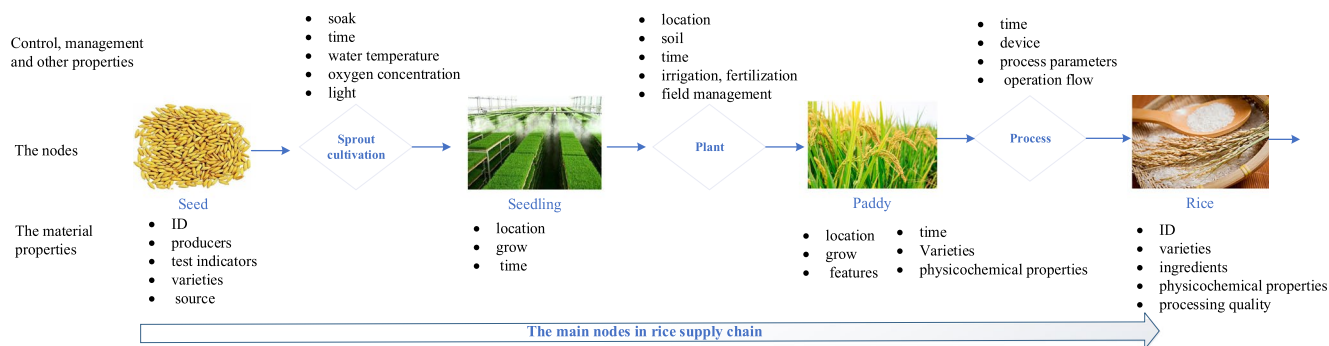 Control, management
and other properties
• soak
• time
• water temperature
• oxygen concentration
• light
• location
• soil
• time
• irrigation, fertilization
• field management
• time
• device
• process parameters
• operation flow
The nodes
Sprout
cultivation
Plant
Process
Seed
Seedling
Paddy
Rice
The material
properties
• ID
• producers
• test indicators
• varieties
• source
• location
• grow
• time
• location
• grow
• features
• time
• Varieties
• physicochemical properties
• ID
• varieties
• ingredients
• physicochemical properties
• processing quality
The main nodes in rice supply chain